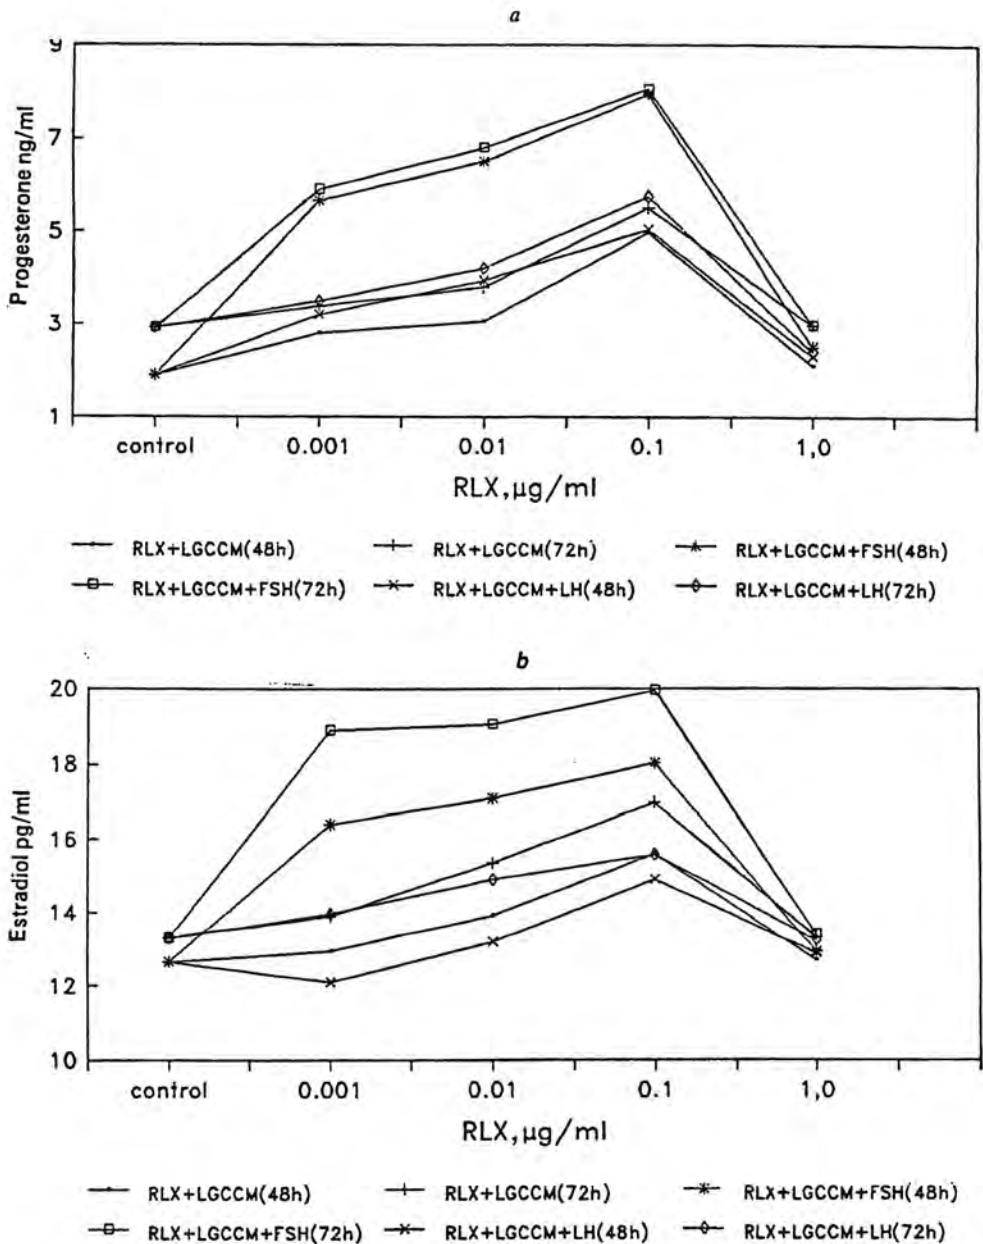 a
9
7
5
3
1
Progesterone ng/ml
control 0.001 0.01 0.1 1,0
RLX,µg/ml
RLX+LGCCM(48h) RLX+LGCCM(72h) RLX+LGCCM+FSH(48h)
RLX+LGCCM+FSH(72h) RLX+LGCCM+LH(48h) RLX+LGCCM+LH(72h)
b
20
18
16
14
12
10
Estradiol pg/ml
control 0.001 0.01 0.1 1,0
RLX,µg/ml
RLX+LGCCM(48h) RLX+LGCCM(72h) RLX+LGCCM+FSH(48h)
RLX+LGCCM+FSH(72h) RLX+LGCCM+LH(48h) RLX+LGCCM+LH(72h)